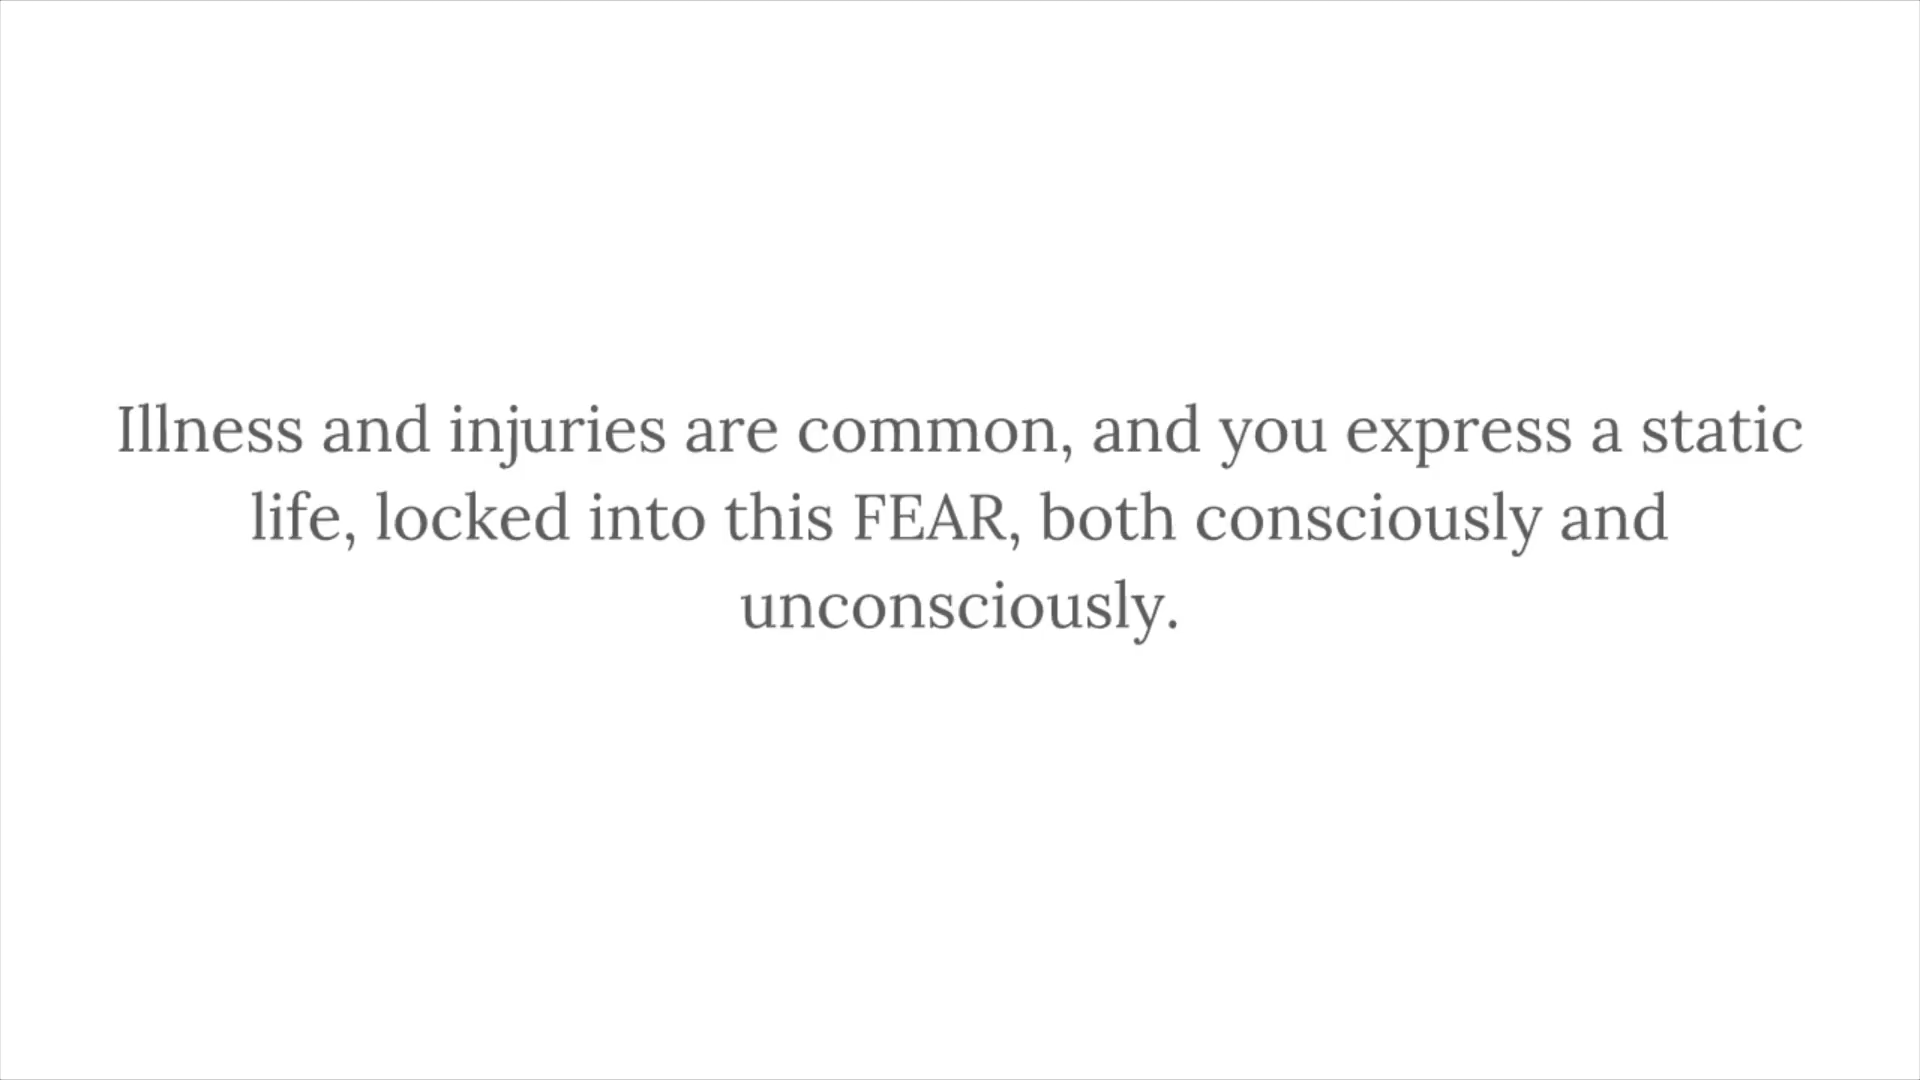 Illness and injuries are common, and you express a static
life, locked into this FEAR, both consciously and
unconsciously.